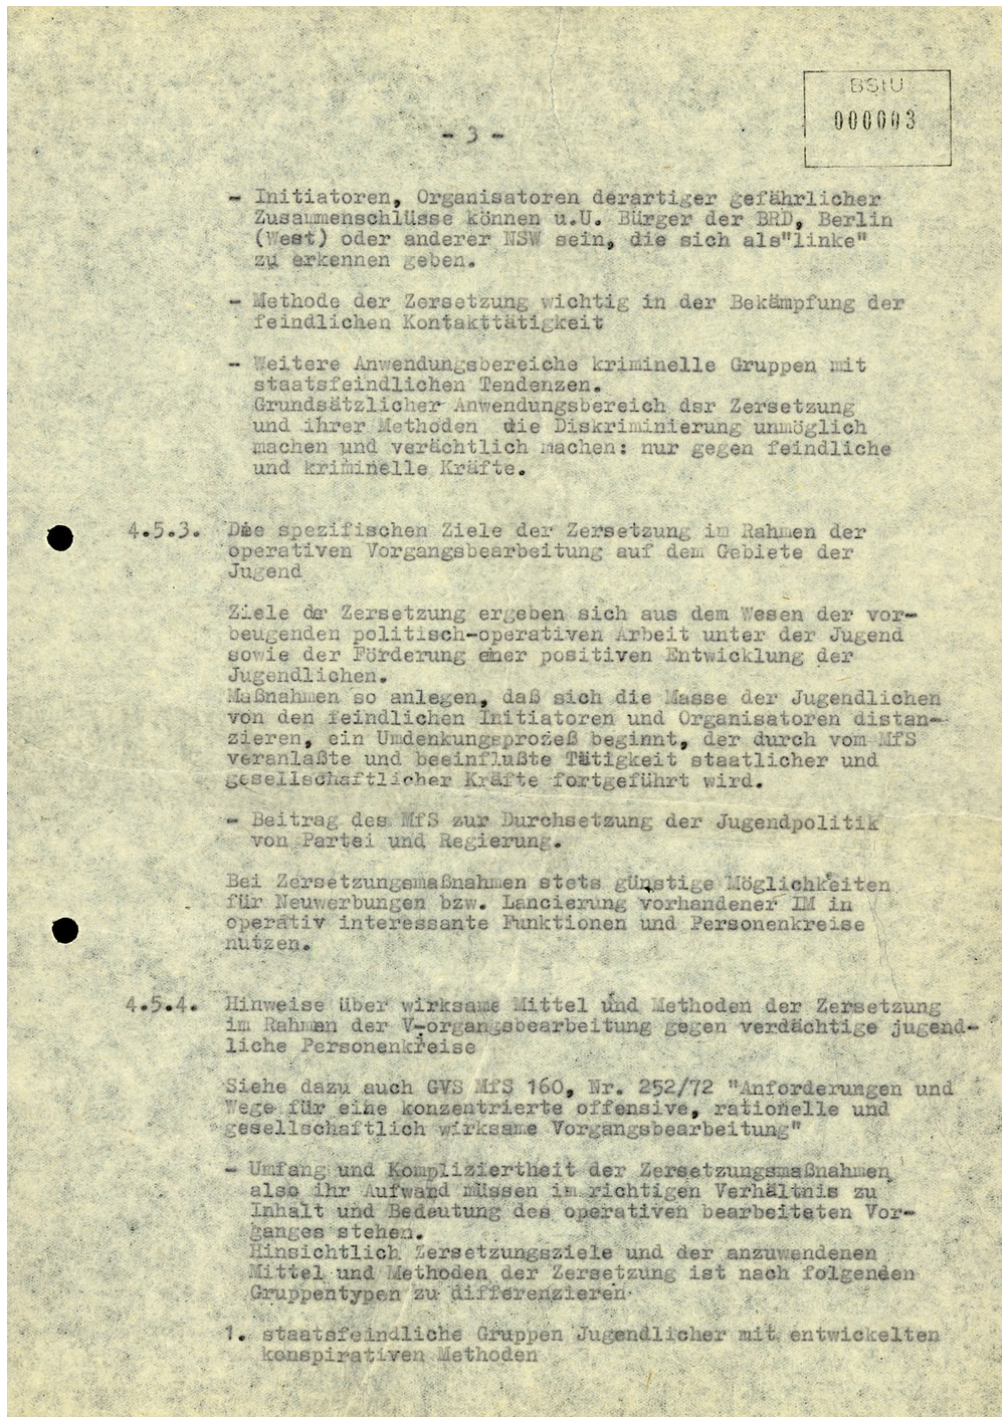 BStU
000003
- 3 -
- Initiatoren, Organisatoren derartiger gefährlicher
Zusammenschlüsse können u.U. Bürger der BRD, Berlin
(West) oder anderer NSW sein, die sich als"linke"
zu erkennen geben.
- Methode der Zersetzung wichtig in der Bekämpfung der
feindlichen Kontakttätigkeit
- Weitere Anwendungsbereiche kriminelle Gruppen mit
staatsfeindlichen Tendenzen.
Grundsätzlicher Anwendungsbereich der Zersetzung
und ihrer Methoden die Diskriminierung unmöglich
machen und verächtlich machen: nur gegen feindliche
und kriminelle Kräfte.
4.5.3. Die spezifischen Ziele der Zersetzung im Rahmen der
operativen Vorgangsbearbeitung auf dem Gebiete der
Jugend
Ziele der Zersetzung ergeben sich aus dem Wesen der vor-
beugenden politisch-operativen Arbeit unter der Jugend
sowie der Förderung einer positiven Entwicklung der
Jugendlichen.
Maßnahmen so anlegen, daß sich die Masse der Jugendlichen
von den feindlichen Initiatoren und Organisatoren distan-
zieren, ein Umdenkungsprozeß beginnt, der durch vom MfS
veranlaßte und beeinflußte Tätigkeit staatlicher und
gesellschaftlicher Kräfte fortgeführt wird.
- Beitrag des MfS zur Durchsetzung der Jugendpolitik
von Partei und Regierung.
Bei Zersetzungsmaßnahmen stets günstige Möglichkeiten
für Neuwerbungen bzw. Lancierung vorhandener IM in
operativ interessante Funktionen und Personenkreise
nutzen.
4.5.4. Hinweise über wirksame Mittel und Methoden der Zersetzung
im Rahmen der V-organgsbearbeitung gegen verdächtige jugend-
liche Personenkreise
Siehe dazu auch GVS MfS 160, Nr. 252/72 "Anforderungen und
Wege für eine konzentrierte offensive, rationelle und
gesellschaftlich wirksame Vorgangsbearbeitung"
- Umfang und Kompliziertheit der Zersetzungsmaßnahmen,
also ihr Aufwand müssen im richtigen Verhältnis zu
Inhalt und Bedeutung des operativen bearbeiteten Vor-
ganges stehen.
Hinsichtlich Zersetzungsziele und der anzuwendenen
Mittel und Methoden der Zersetzung ist nach folgenden
Gruppentypen zu differenzieren
1. staatsfeindliche Gruppen Jugendlicher mit entwickelten
konspirativen Methoden